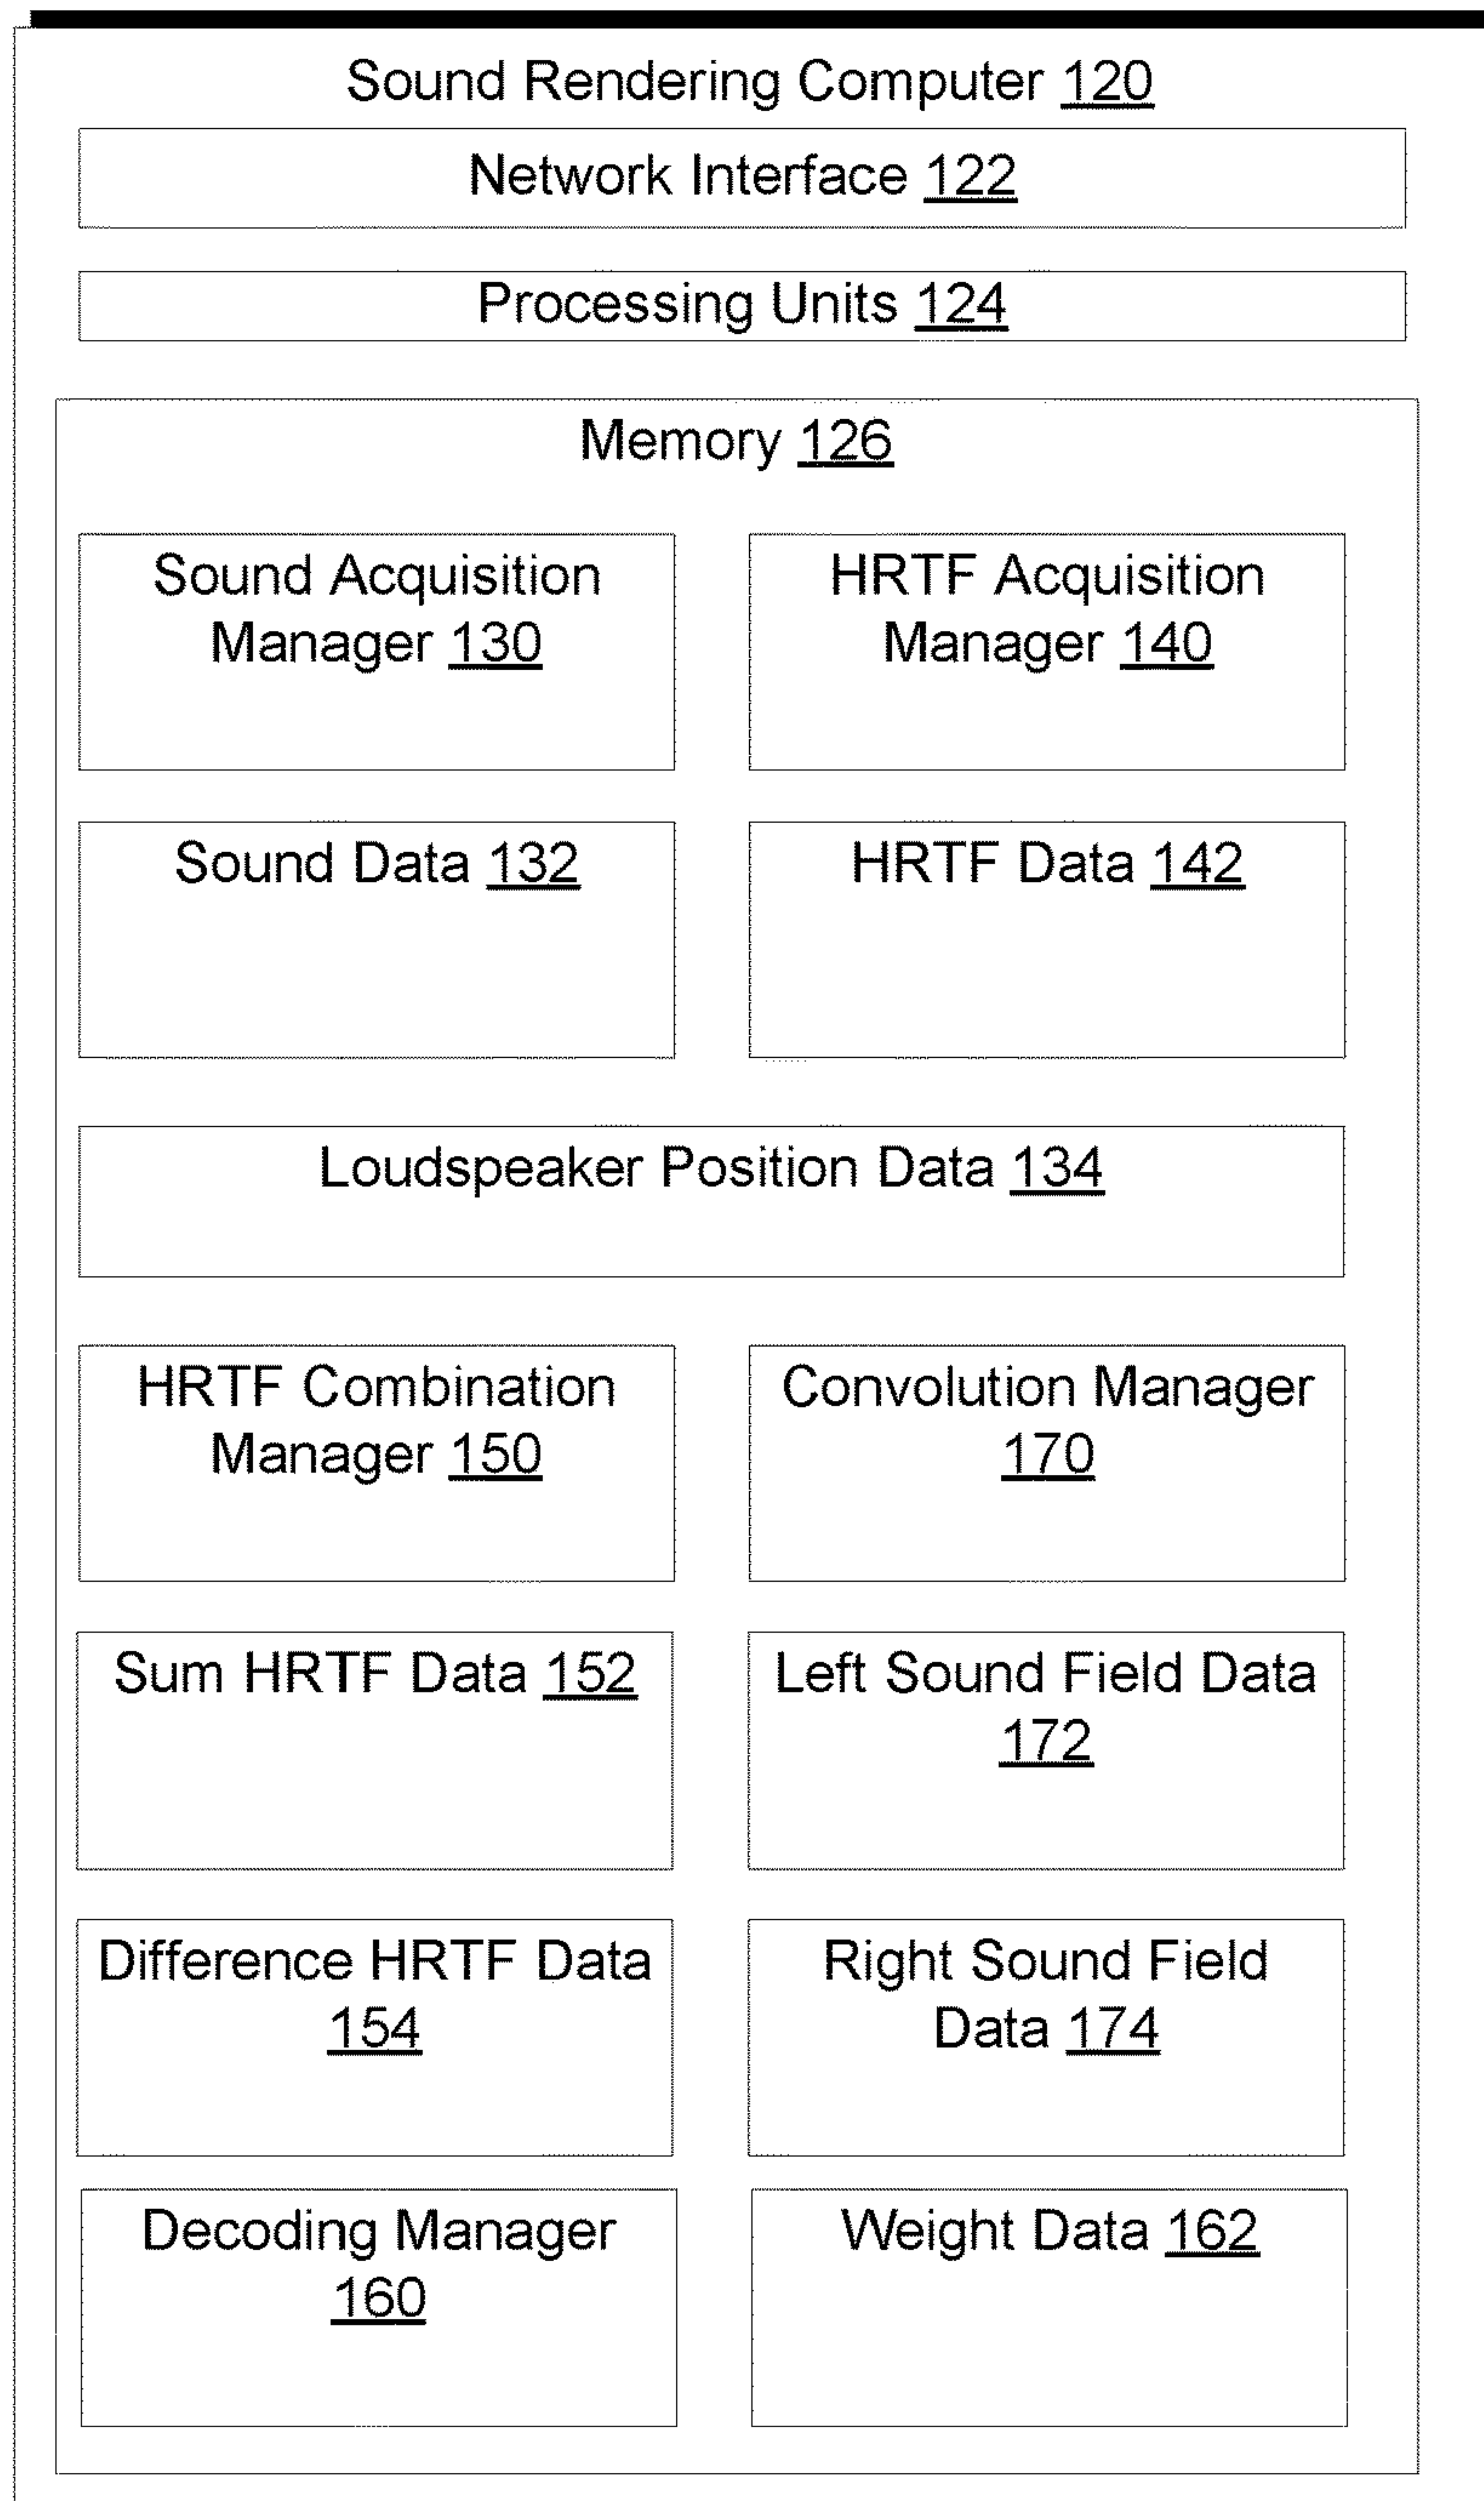 Sound Rendering Computer 120
Network Interface 122
Processing Units 124
Memory 126
Sound Acquisition
Manager 130
HRTF Acquisition
Manager 140
Sound Data 132
HRTF Data 142
Loudspeaker Position Data 134
HRTF Combination
Manager 150
Convolution Manager
170
Sum HRTF Data 152
Left Sound Field Data
172
Difference HRTF Data
154
Right Sound Field
Data 174
Decoding Manager
160
Weight Data 162